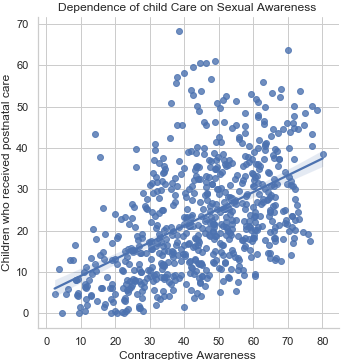 Dependence of child Care on Sexual Awareness
70
60
50
40
30
20
10
0
Children who received postnatal care
0 10 20 30 40 50 60 70 80
Contraceptive Awareness